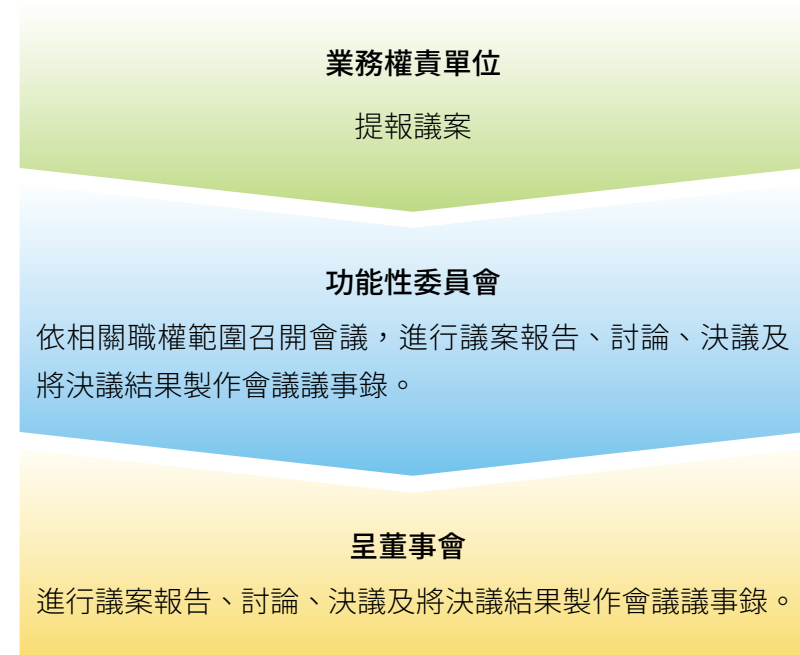 業務權責單位
提報議案
功能性委員會
依相關職權範圍召開會議，進行議案報告、討論、決議及
將決議結果製作會議議事錄。
呈董事會
進行議案報告、討論、決議及將決議結果製作會議議事錄。